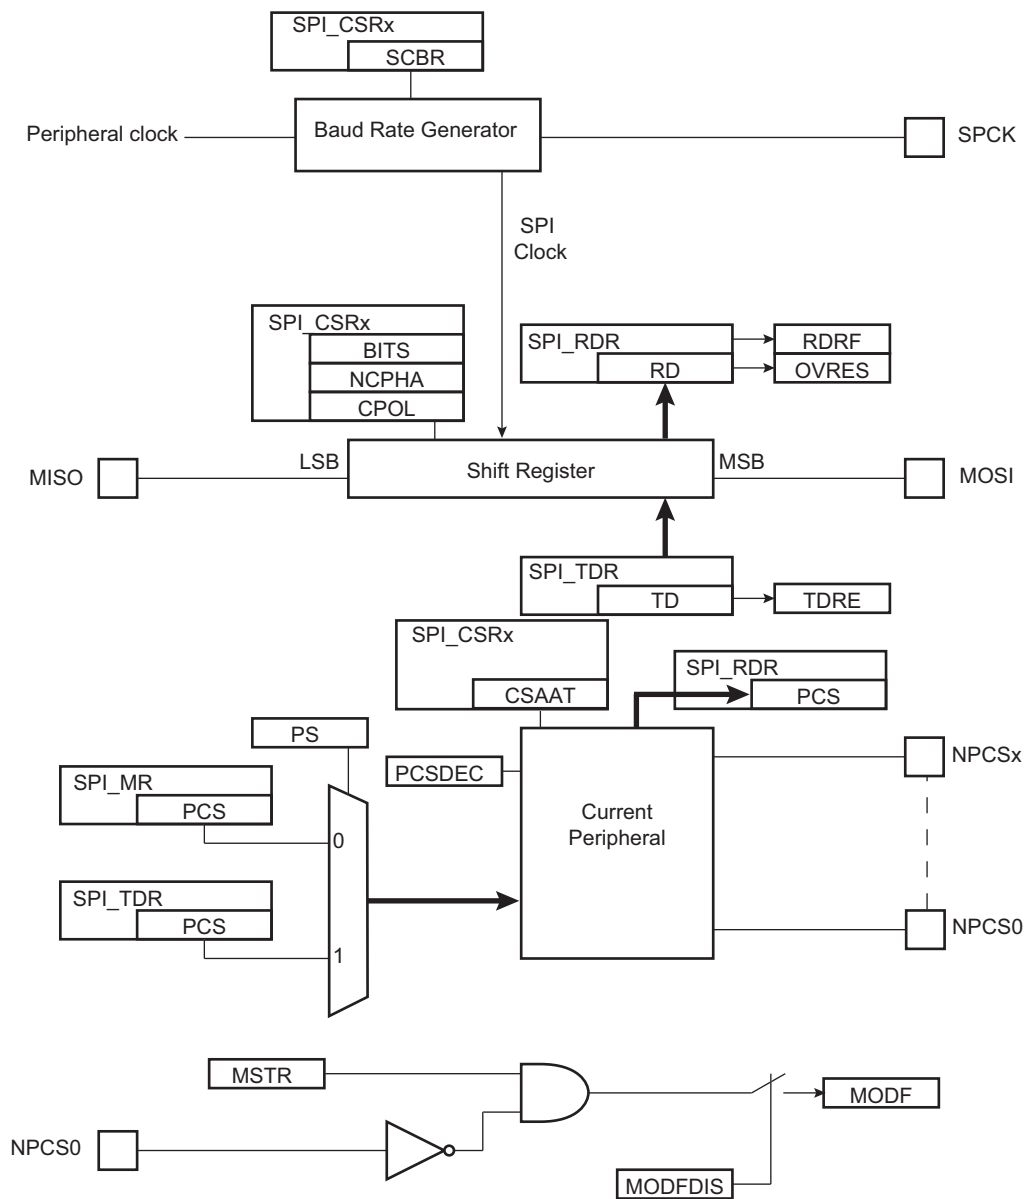 SPI_CSRx
SCBR
Peripheral clock
Baud Rate Generator
SPCK
SPI
Clock
SPI_CSRx
BITS
NCPHA
CPOL
SPI_RDR
RD
RDRF
OVRES
MISO
LSB
Shift Register
MSB
MOSI
SPI_TDR
TD
TDRE
SPI_CSRx
CSAAT
SPI_RDR
PCS
PS
PCSDEC
NPCSx
SPI_MR
PCS
0
Current
Peripheral
SPI_TDR
PCS
1
NPCS0
MSTR
MODF
NPCS0
MODFDIS